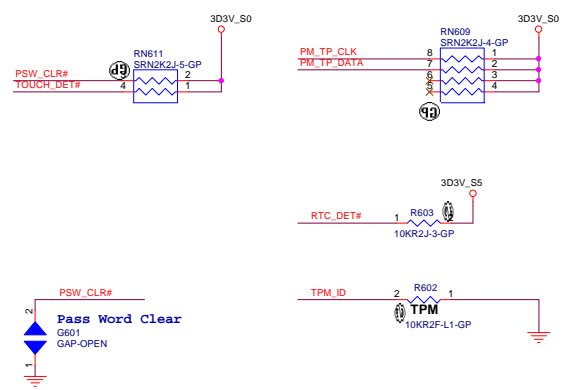 3D3V_S0
RN611
SRN2K2J-5-GP
PSW_CLR#
TOUCH_DET#
2
4
1
3D3V_S0
RN609
SRN2K2J-4-GP
PM_TP_CLK
PM_TP_DATA
8
1
7
2
6
3
5
4
3D3V_S5
RTC_DET#
1
R603
2
10KR2J-3-GP
PSW_CLR#
2
Pass Word Clear
G601
GAP-OPEN
1
TPM_ID
2
R602
1
TPM
10KR2F-L1-GP